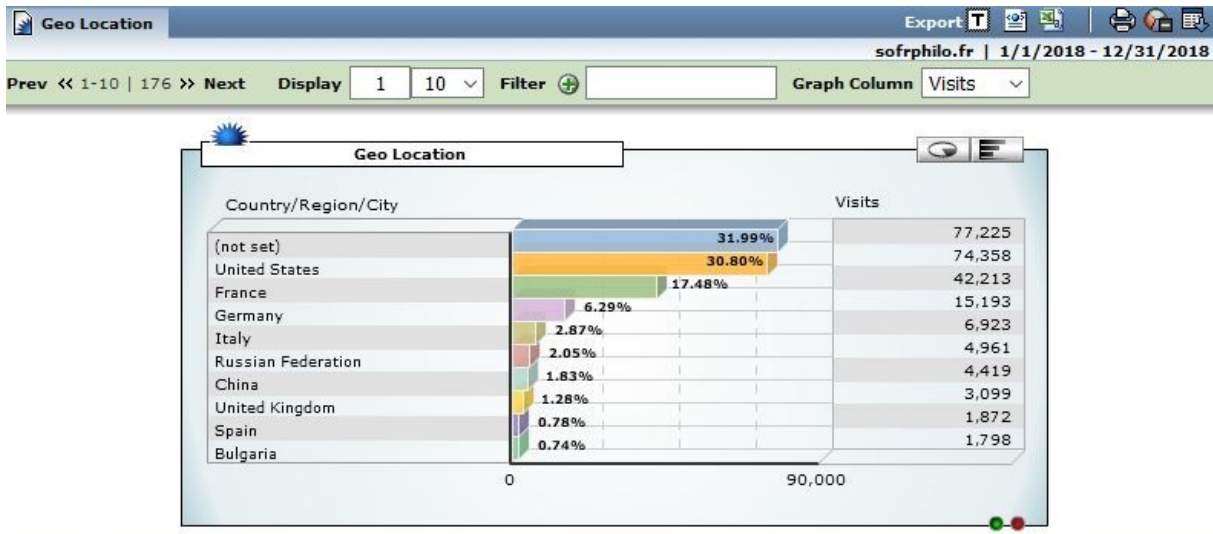 Geo Location Export T
sofrphilo.fr | 1/1/2018 - 12/31/2018
Prev << 1-10 | 176 >> Next Display 1 10 Filter Graph Column Visits
Geo Location
Country/Region/City Visits
(not set) 31.99% 77,225
United States 30.80% 74,358
France 17.48% 42,213
Germany 6.29% 15,193
Italy 2.87% 6,923
Russian Federation 2.05% 4,961
China 1.83% 4,419
United Kingdom 1.28% 3,099
Spain 0.78% 1,872
Bulgaria 0.74% 1,798
0 90,000